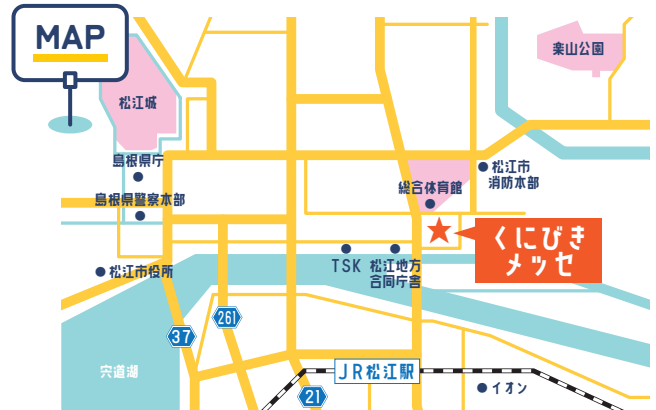 MAP
楽山公園
松江城
島根県庁
松江市
消防本部
総合体育館
島根県警察本部
くにびき
メッセ
TSK
松江地方
合同庁害
松江市役所
261
37
宍道湖
JR松江駅
イオン
21